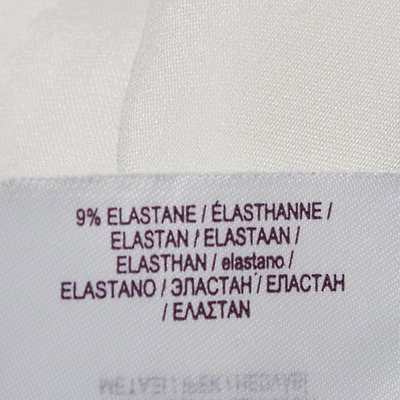 9% ELASTANE / ÉLASTHANNE /
ELASTAN / ELASTAAN /
ELASTHAN / elastano /
ELASTANO / ЭЛАСТАН / ЕЛАСТАН
/ ΕΛΑΣΤΑΝ